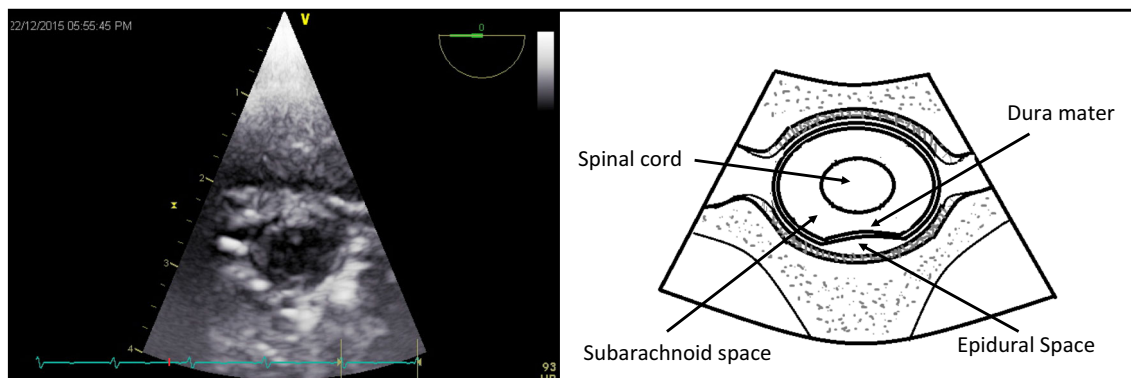 22/12/2015 05:55:45 PM
V
0
1
2
3
4
93
HR
Dura mater
Spinal cord
Subarachnoid space
Epidural Space